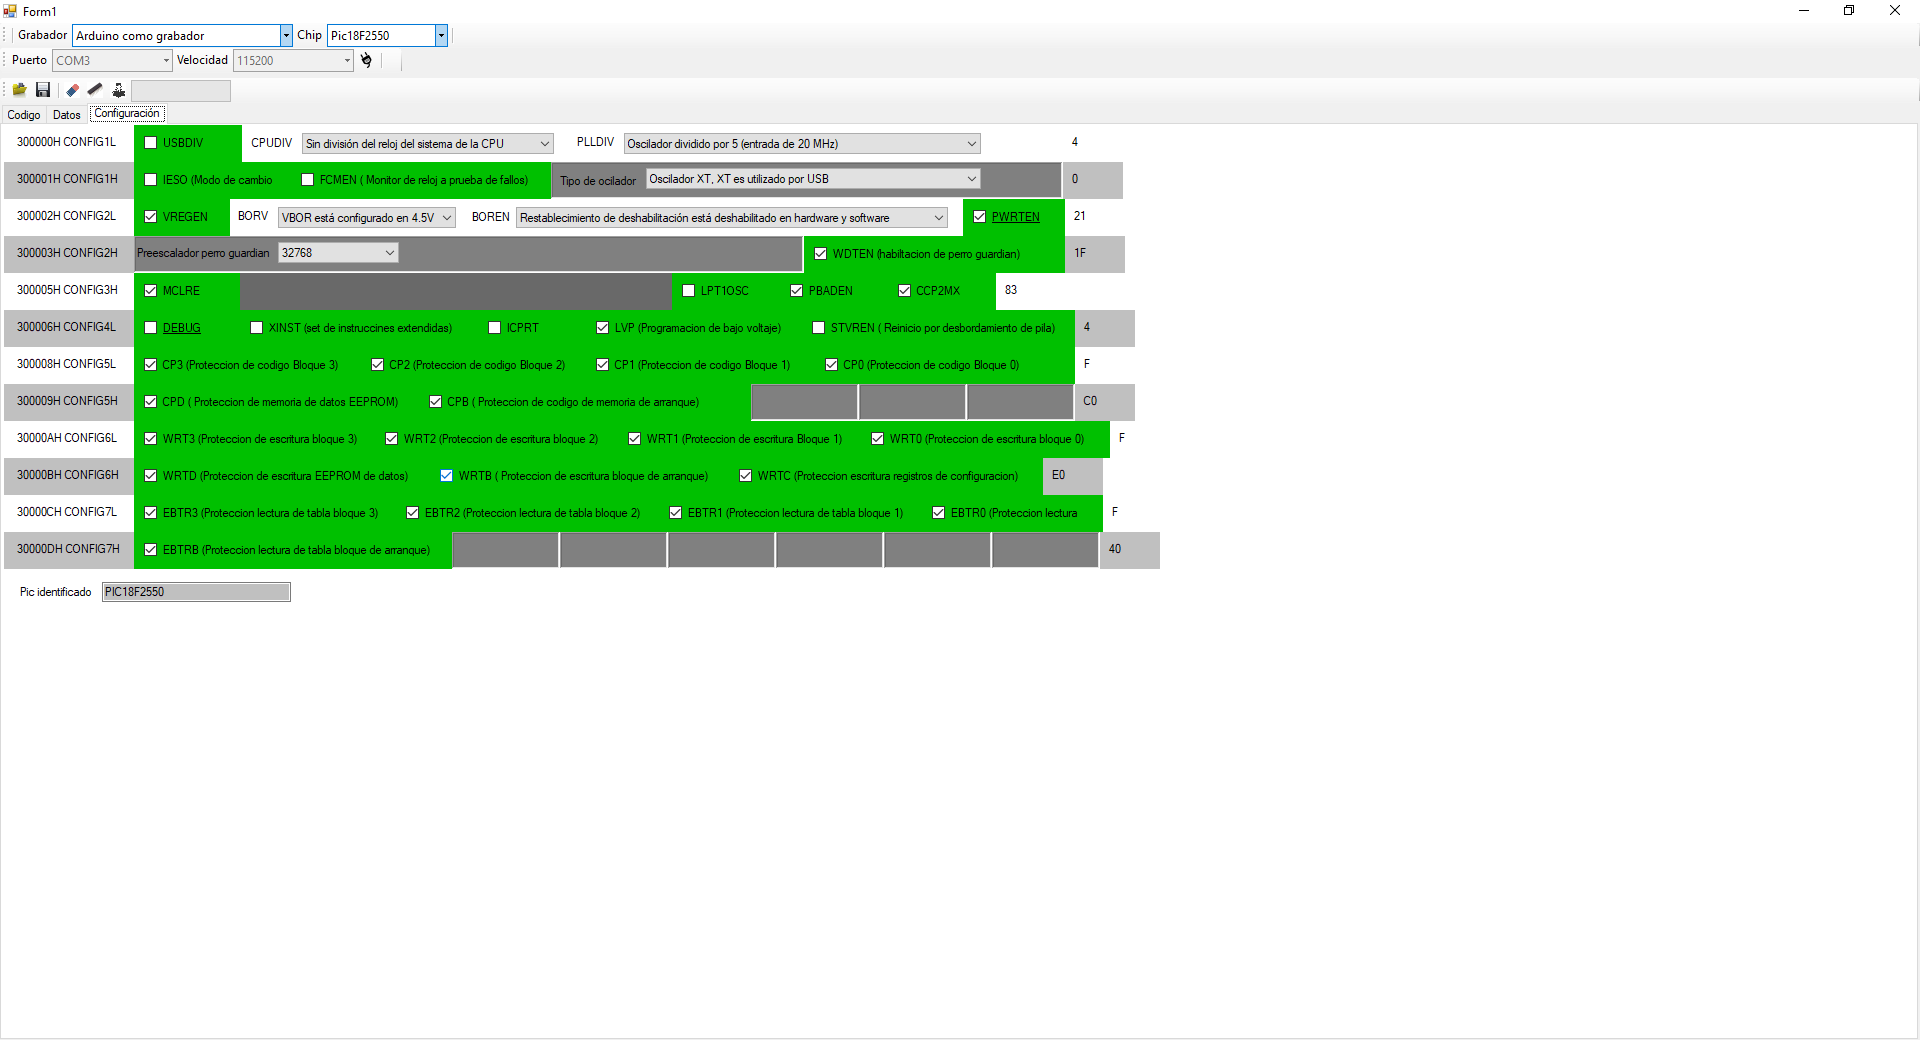 Form1
Grabador Arduino como grabador Chip Pic18F2550
Puerto COM3 Velocidad 115200
Codigo Datos Configuración
300000H CONFIG1L USBDIV CPUDIV Sin división del reloj del sistema de la CPU PLLDIV Oscilador dividido por 5 (entrada de 20 MHz) 4
300001H CONFIG1H IESO (Modo de cambio FCMEN ( Monitor de reloj a prueba de fallos) Tipo de ocilador Oscilador XT, XT es utilizado por USB 0
300002H CONFIG2L VREGEN BORV VBOR está configurado en 4.5V BOREN Restablecimiento de deshabilitación está deshabilitado en hardware y software PWRTEN 21
300003H CONFIG2H Preescalador perro guardian 32768 WDTEN (habiltacion de perro guardian) 1F
300005H CONFIG3H MCLRE LPT1OSC PBADEN CCP2MX 83
300006H CONFIG4L DEBUG XINST (set de instruccines extendidas) ICPRT LVP (Programacion de bajo voltaje) STVREN ( Reinicio por desbordamiento de pila) 4
300008H CONFIG5L CP3 (Proteccion de codigo Bloque 3) CP2 (Proteccion de codigo Bloque 2) CP1 (Proteccion de codigo Bloque 1) CP0 (Proteccion de codigo Bloque 0) F
300009H CONFIG5H CPD ( Proteccion de memoria de datos EEPROM) CPB ( Proteccion de codigo de memoria de arranque) C0
30000AH CONFIG6L WRT3 (Proteccion de escritura bloque 3) WRT2 (Proteccion de escritura bloque 2) WRT1 (Proteccion de escritura Bloque 1) WRT0 (Proteccion de escritura bloque 0) F
30000BH CONFIG6H WRTD (Proteccion de escritura EEPROM de datos) WRTB ( Proteccion de escritura bloque de arranque) WRTC (Proteccion escritura registros de configuracion) E0
30000CH CONFIG7L EBTR3 (Proteccion lectura de tabla bloque 3) EBTR2 (Proteccion lectura de tabla bloque 2) EBTR1 (Proteccion lectura de tabla bloque 1) EBTR0 (Proteccion lectura F
30000DH CONFIG7H EBTRB (Proteccion lectura de tabla bloque de arranque) 40
Pic identificado PIC18F2550